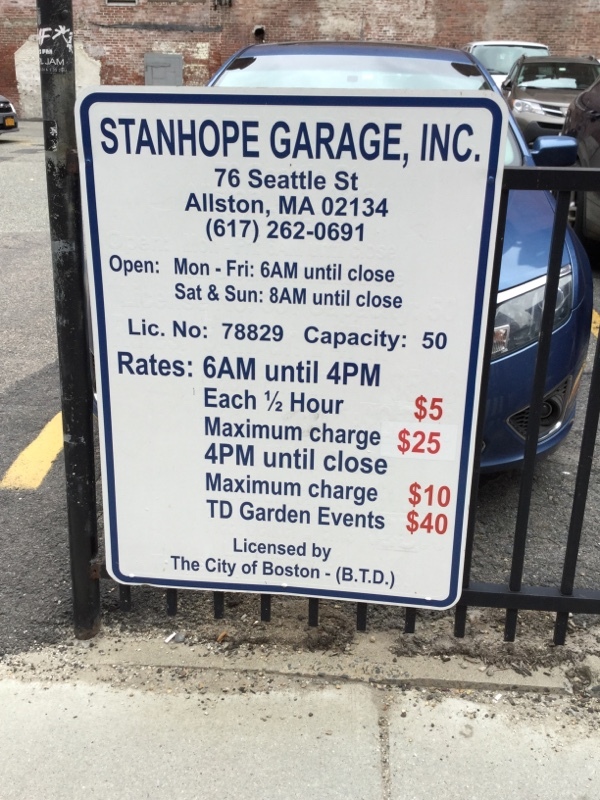 STANHOPE GARAGE, INC.
76 Seattle St
Allston, MA 02134
(617) 262-0691
Open: Mon - Fri: 6AM until close
Sat & Sun: 8AM until close
Lic. No: 78829 Capacity: 50
Rates: 6AM until 4PM
Each ½ Hour $5
Maximum charge $25
4PM until close
Maximum charge $10
TD Garden Events $40
Licensed by
The City of Boston - (B.T.D.)